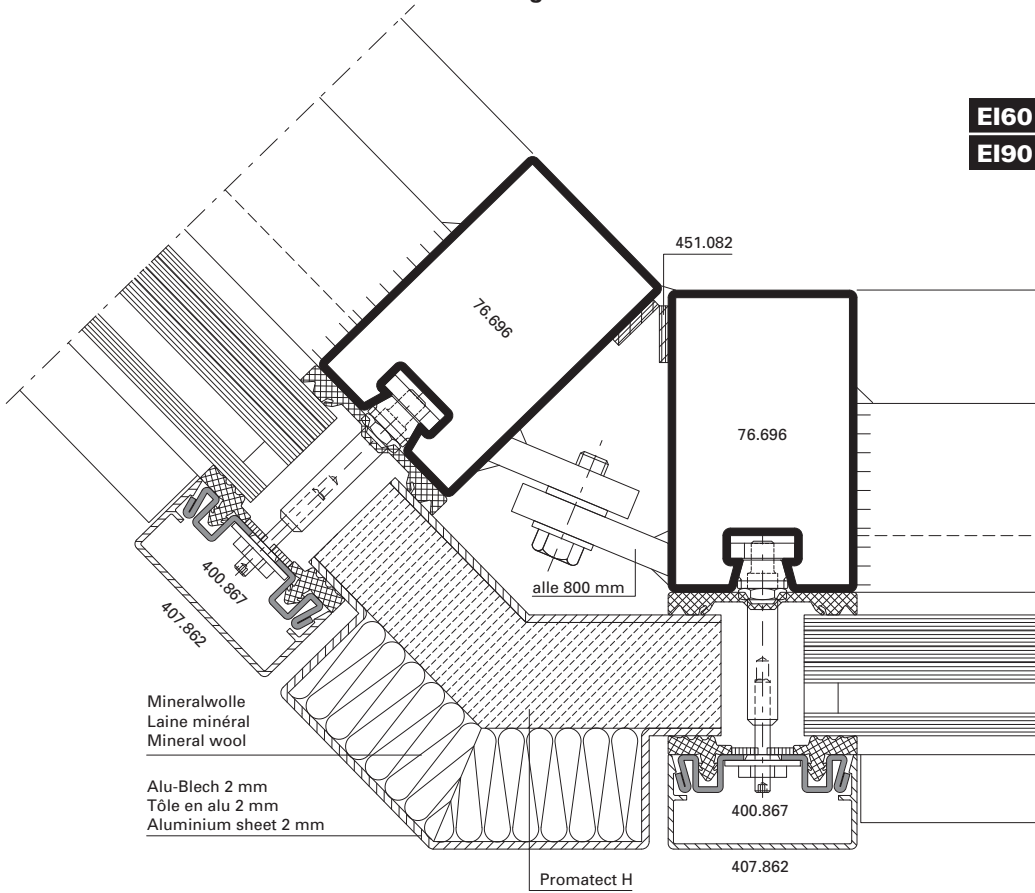 EI60
EI90
451.082
76.696
76.696
alle 800 mm
400.867
407.862
Mineralwolle
Laine minéral
Mineral wool
Alu-Blech 2 mm
Tôle en alu 2 mm
Aluminium sheet 2 mm
400.867
407.862
Promatect H